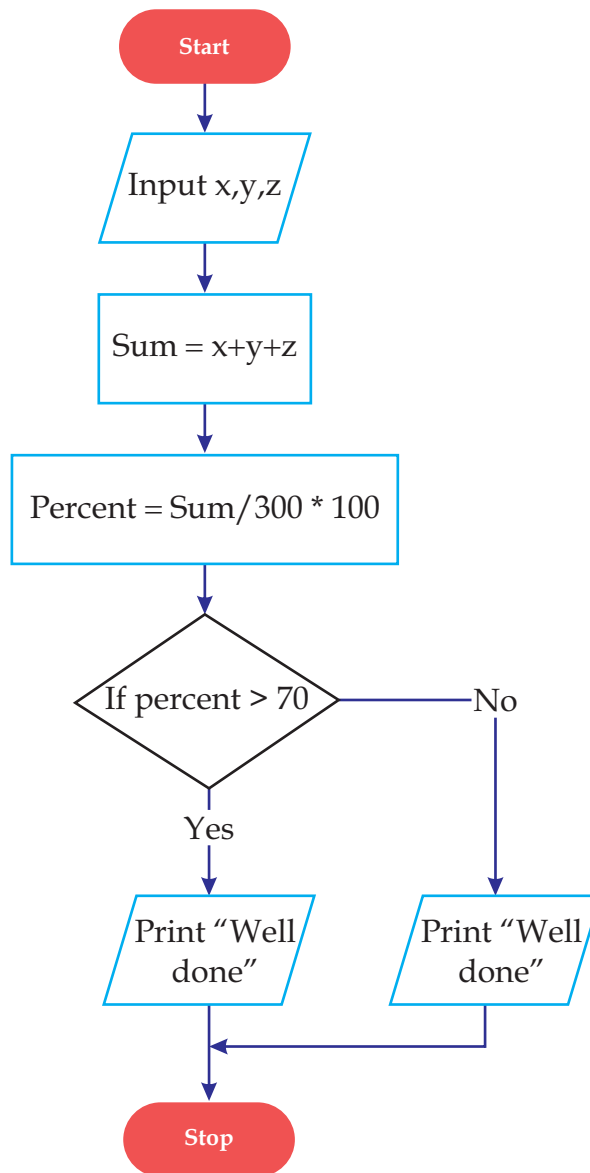 Start
Input x,y,z
Sum = x+y+z
Percent = Sum/300 * 100
If percent > 70
No
Yes
Print “Well
done”
Print “Well
done”
Stop